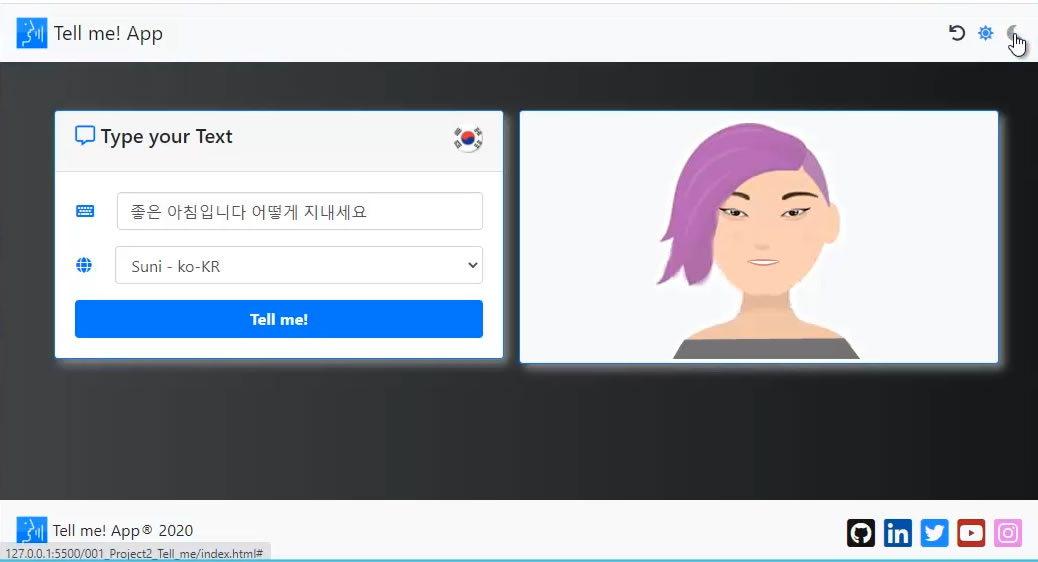 Tell me! App
Type your Text
좋은 아침입니다 어떻게 지내세요
Suni - ko-KR
Tell me!
Tell me! App® 2020
127.0.0.1:5500/001_Project2_Tell_me/index.html#